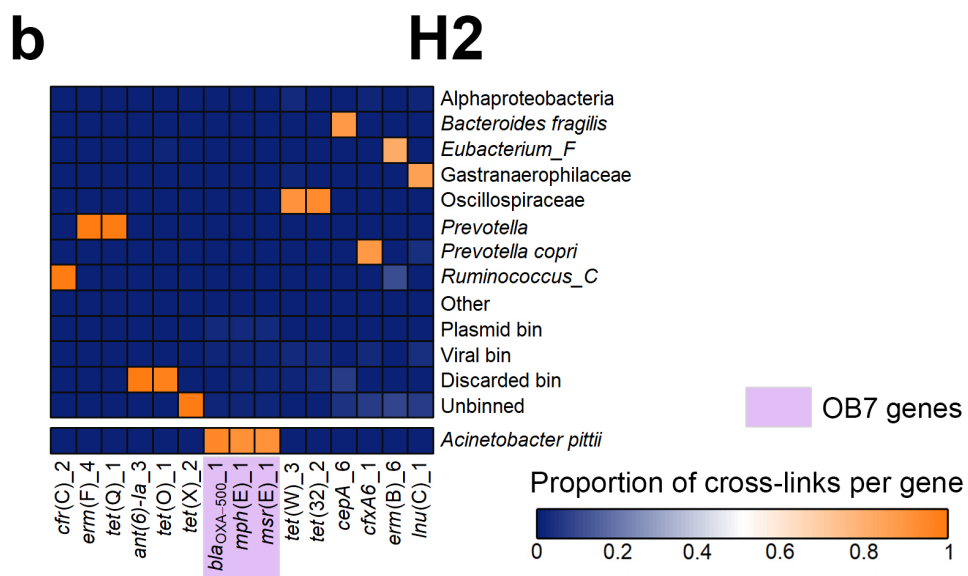 b H2
Alphaproteobacteria
Bacteroides fragilis
Eubacterium_F
Gastranaerophilaceae
Oscillospiraceae
Prevotella
Prevotella copri
Ruminococcus_C
Other
Plasmid bin
Viral bin
Discarded bin
Unbinned
Acinetobacter pittii
cfr(C)_2
erm(F)_4
tet(Q)_1
ant(6)-Ia_3
tet(O)_1
tet(X)_2
blaOXA−500_1
mph(E)_1
msr(E)_1
tet(W)_3
tet(32)_2
cepA_6
cfxA6_1
erm(B)_6
lnu(C)_1
OB7 genes
Proportion of cross-links per gene
0 0.2 0.4 0.6 0.8 1